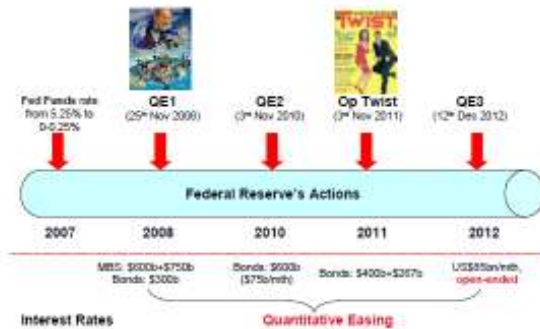 TWIST
Fed Funds rate
from 5.25% to
0-0.25%
QE1
(25th Nov 2008)
QE2
(3rd Nov 2010)
Op Twist
(3rd Nov 2011)
QE3
(12th Dec 2012)
Federal Reserve's Actions
2007
2008
2010
2011
2012
MBS: $600b+$750b
Bonds: $300b
Bonds: $600b
($75b/mth)
Bonds: $400b+$267b
US$85bn/mth,
open-ended
Interest Rates
Quantitative Easing